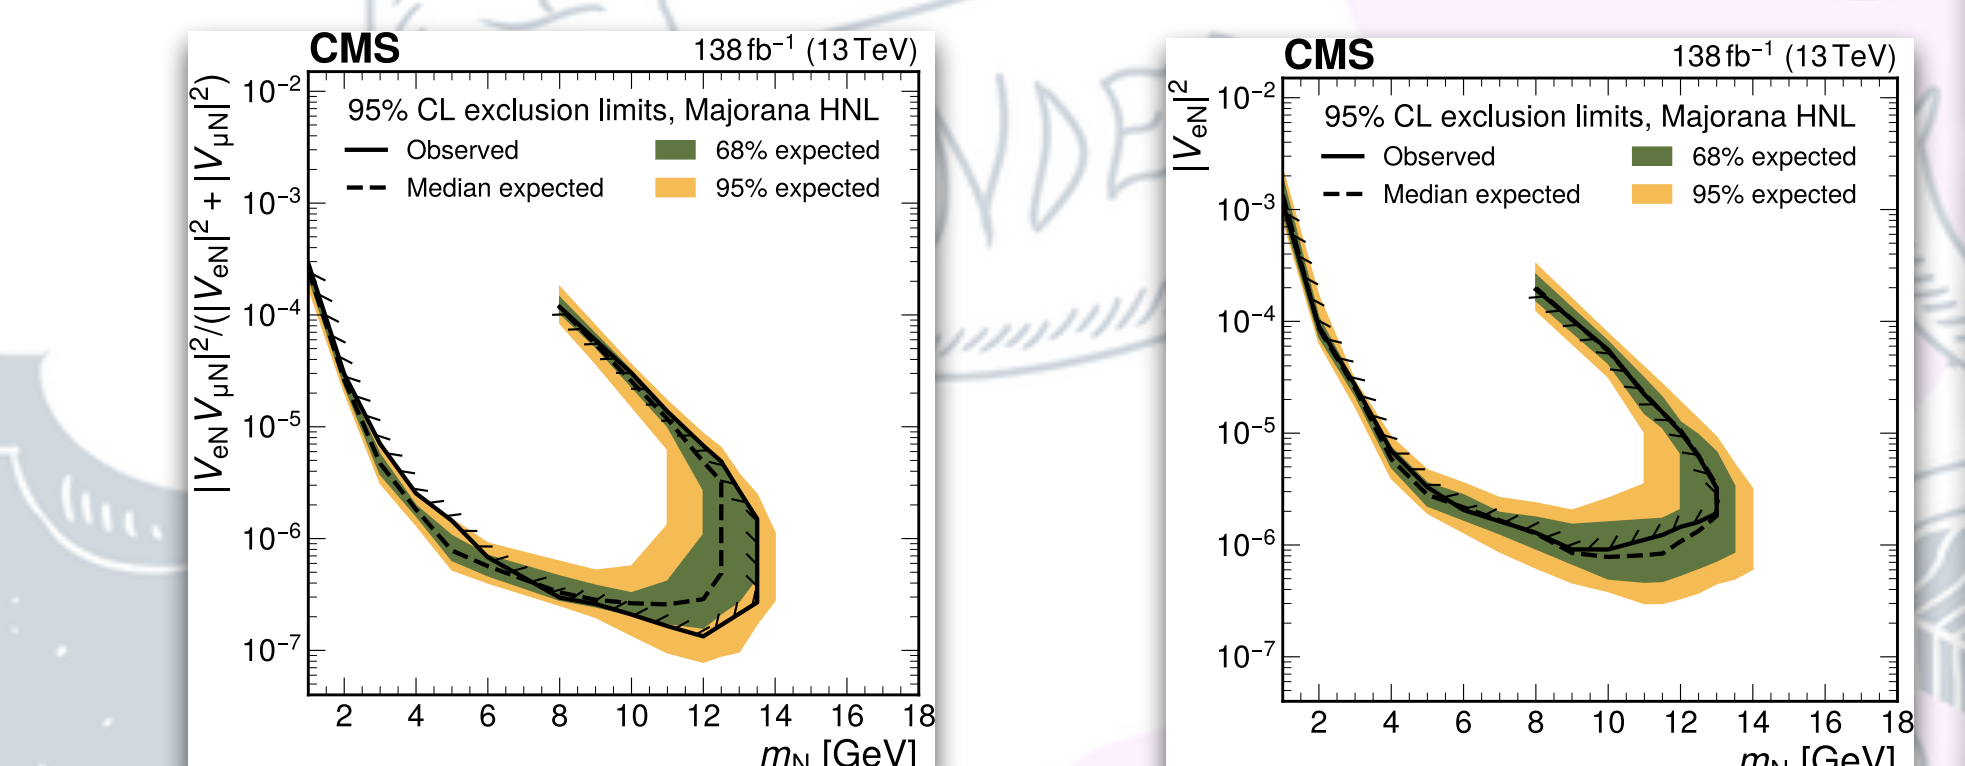 CMS 138 fb⁻¹ (13 TeV)
|V_eN V_μN|²/(|V_eN|² + |V_μN|²)
95% CL exclusion limits, Majorana HNL
Observed 68% expected
Median expected 95% expected
10⁻²
10⁻³
10⁻⁴
10⁻⁵
10⁻⁶
10⁻⁷
2 4 6 8 10 12 14 16 18
m_N [GeV]
CMS 138 fb⁻¹ (13 TeV)
|V_eN|²
95% CL exclusion limits, Majorana HNL
Observed 68% expected
Median expected 95% expected
10⁻²
10⁻³
10⁻⁴
10⁻⁵
10⁻⁶
10⁻⁷
2 4 6 8 10 12 14 16 18
m_N [GeV]